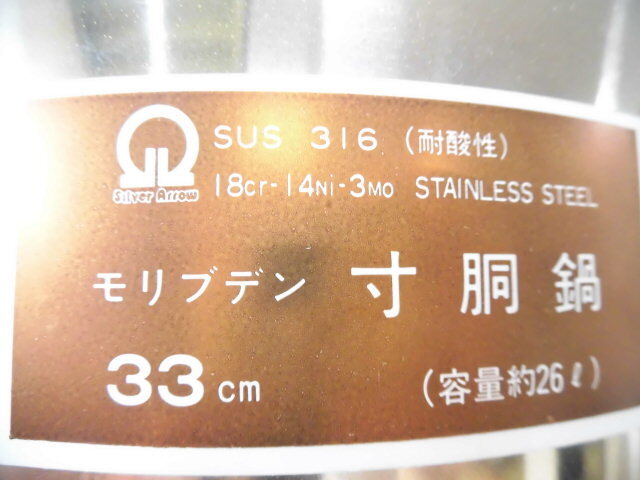 SUS 316 (耐酸性)
Silver Arrow
18Cr-14Ni-3Mo STAINLESS STEEL
モリブデン 寸胴鍋
33cm (容量約26ℓ)